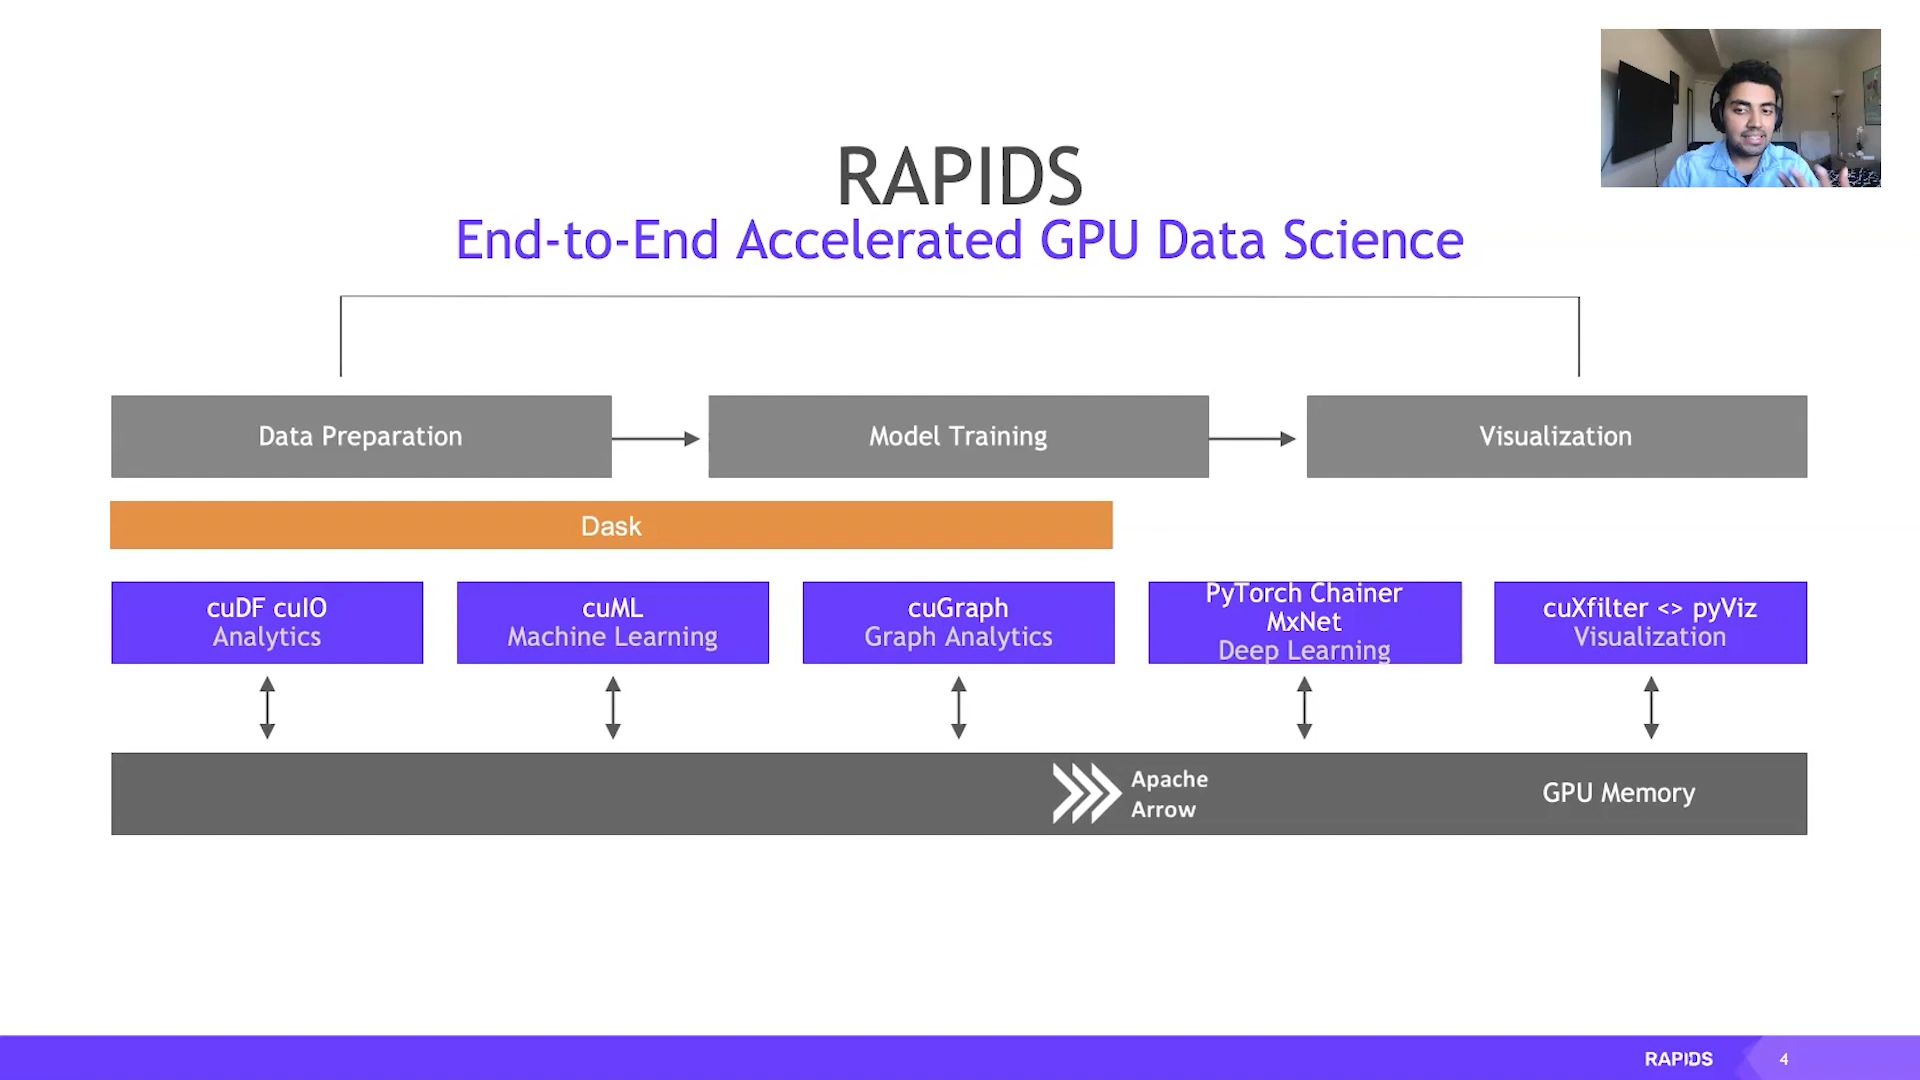 RAPIDS
End-to-End Accelerated GPU Data Science
Data Preparation
Model Training
Visualization
Dask
cuDF cuIO
Analytics
cuML
Machine Learning
cuGraph
Graph Analytics
PyTorch Chainer
MxNet
Deep Learning
cuXfilter <> pyViz
Visualization
Apache
Arrow
GPU Memory
RAPIDS
4